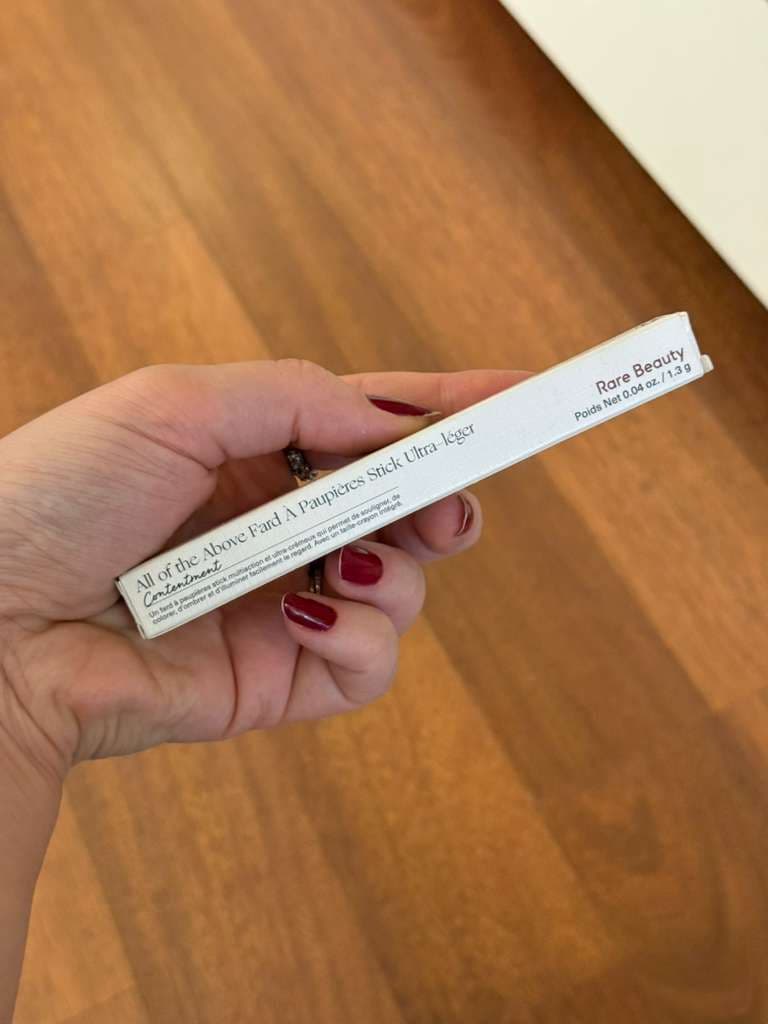 All of the Above Fard À Paupières Stick Ultra-léger
Contentment
Un fard à paupières stick multiaction et ultra-crémeux qui permet de souligner, de
colorer, d'ombrer et d'illuminer facilement le regard. Avec un taille-crayon intégré.
Rare Beauty
Poids Net 0.04 oz. / 1.3 g